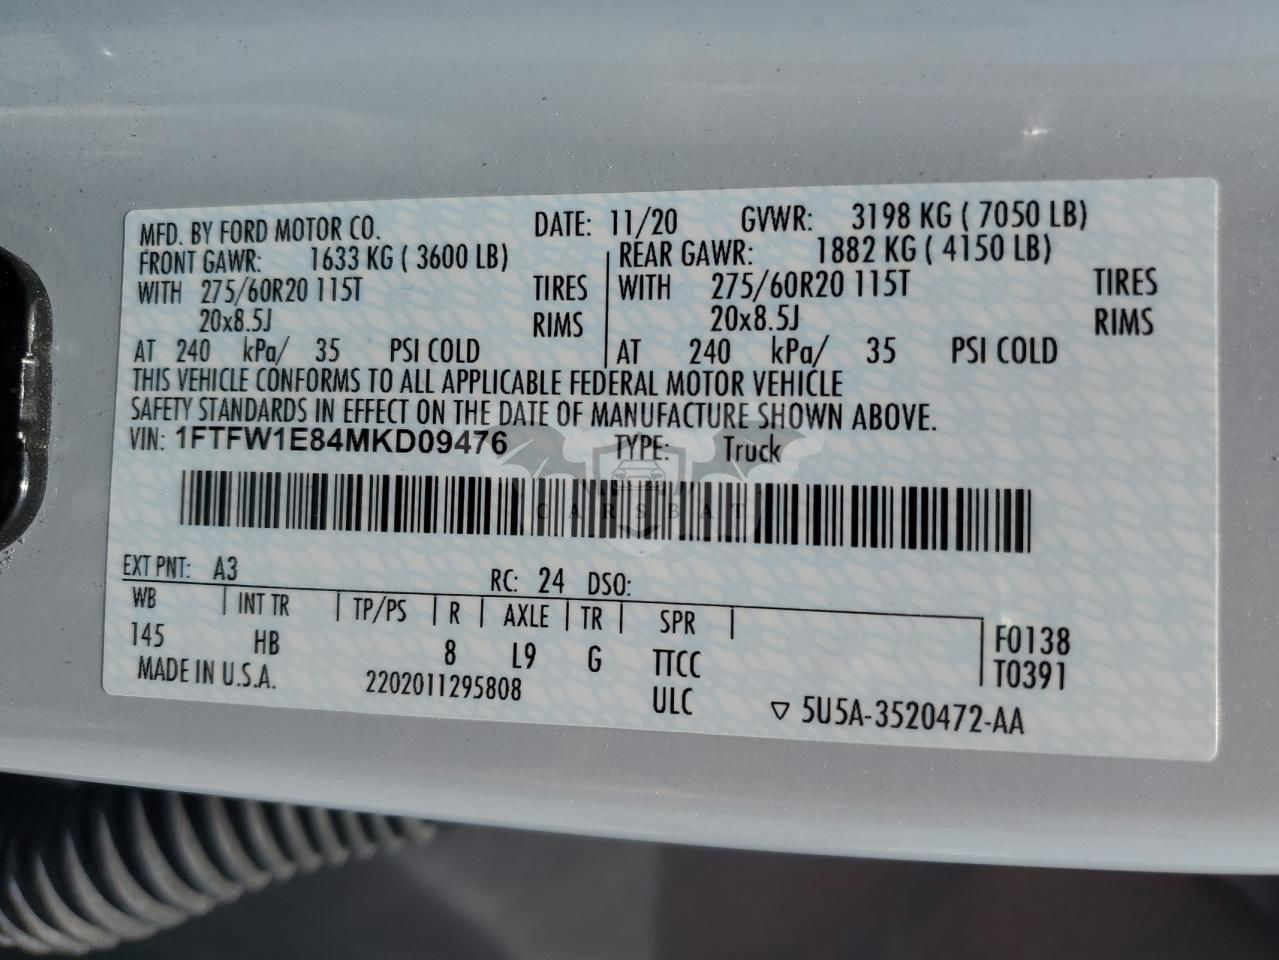 MFD. BY FORD MOTOR CO. DATE: 11/20 GVWR: 3198 KG ( 7050 LB)
FRONT GAWR: 1633 KG ( 3600 LB) REAR GAWR: 1882 KG ( 4150 LB)
WITH 275/60R20 115T TIRES WITH 275/60R20 115T TIRES
20x8.5J RIMS 20x8.5J RIMS
AT 240 kPa/ 35 PSI COLD AT 240 kPa/ 35 PSI COLD
THIS VEHICLE CONFORMS TO ALL APPLICABLE FEDERAL MOTOR VEHICLE
SAFETY STANDARDS IN EFFECT ON THE DATE OF MANUFACTURE SHOWN ABOVE.
VIN: 1FTFW1E84MKD09476 TYPE: Truck
CARSBAT
EXT PNT: A3 RC: 24 DSO:
WB INT TR TP/PS R AXLE TR SPR F0138
145 HB 8 L9 G TTCC T0391
MADE IN U.S.A. 2202011295808 ULC ▽ 5U5A-3520472-AA